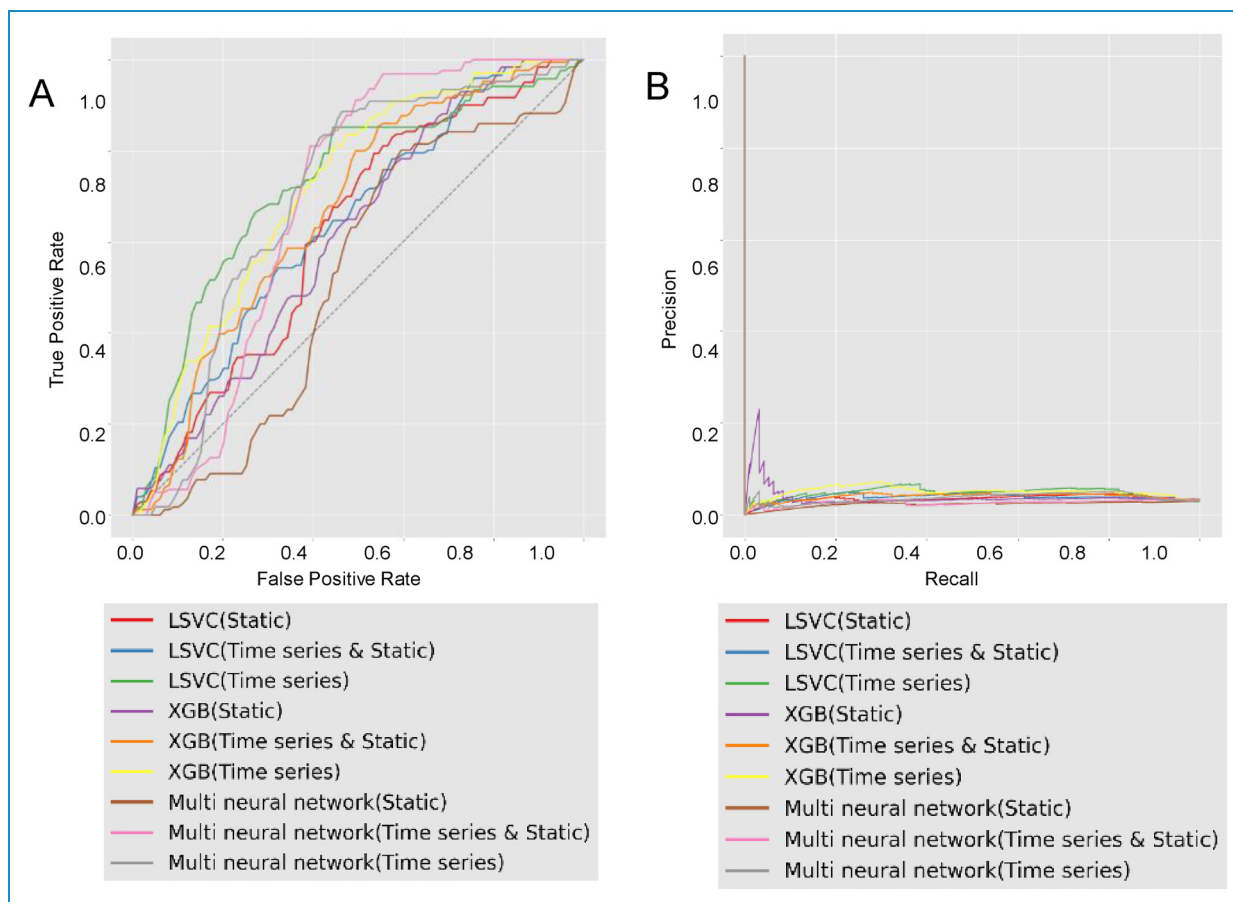 A
True Positive Rate
1.0
0.8
0.6
0.4
0.2
0.0
0.0 0.2 0.4 0.6 0.8 1.0
False Positive Rate
LSVC(Static)
LSVC(Time series & Static)
LSVC(Time series)
XGB(Static)
XGB(Time series & Static)
XGB(Time series)
Multi neural network(Static)
Multi neural network(Time series & Static)
Multi neural network(Time series)
B
Precision
1.0
0.8
0.6
0.4
0.2
0.0
0.0 0.2 0.4 0.6 0.8 1.0
Recall
LSVC(Static)
LSVC(Time series & Static)
LSVC(Time series)
XGB(Static)
XGB(Time series & Static)
XGB(Time series)
Multi neural network(Static)
Multi neural network(Time series & Static)
Multi neural network(Time series)